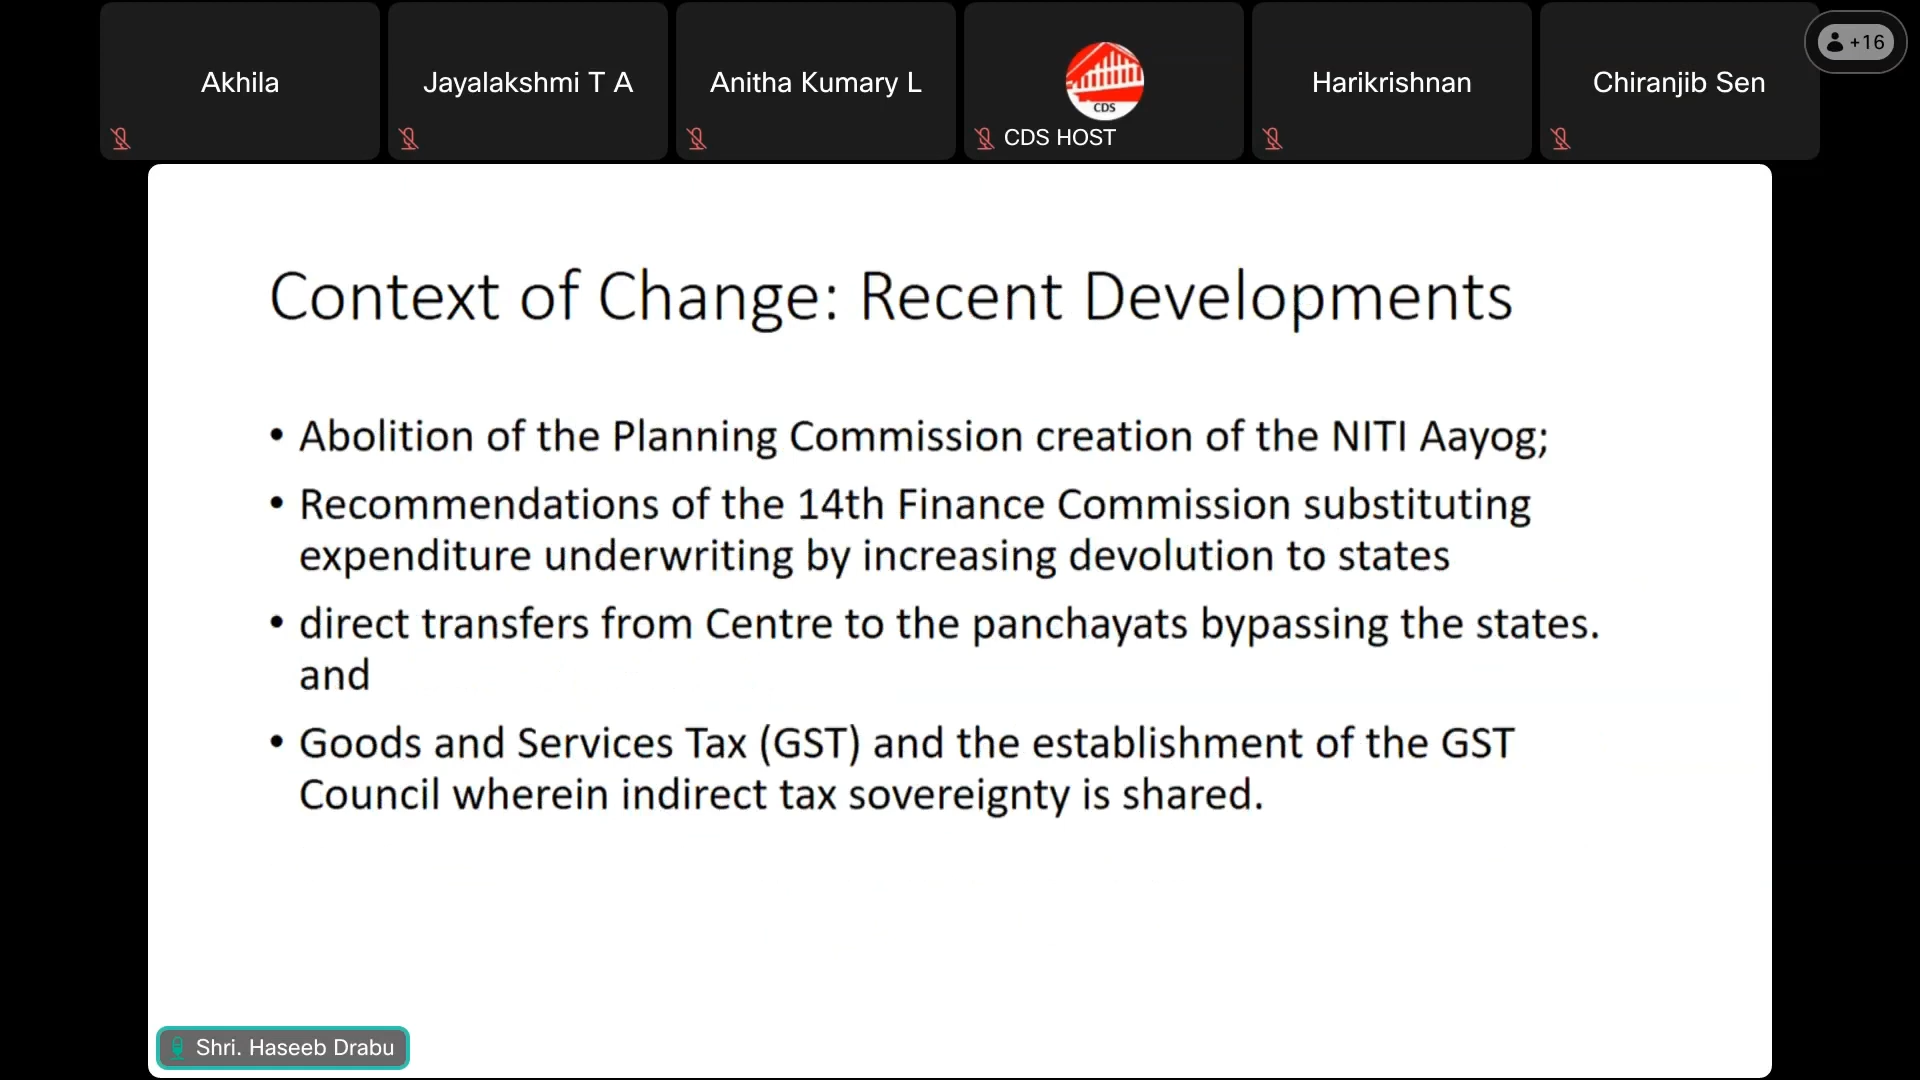 Akhila
Jayalakshmi T A
Anitha Kumary L
CDS
CDS HOST
Harikrishnan
Chiranjib Sen
+16
Context of Change: Recent Developments
• Abolition of the Planning Commission creation of the NITI Aayog;
• Recommendations of the 14th Finance Commission substituting
expenditure underwriting by increasing devolution to states
• direct transfers from Centre to the panchayats bypassing the states.
and
• Goods and Services Tax (GST) and the establishment of the GST
Council wherein indirect tax sovereignty is shared.
Shri. Haseeb Drabu